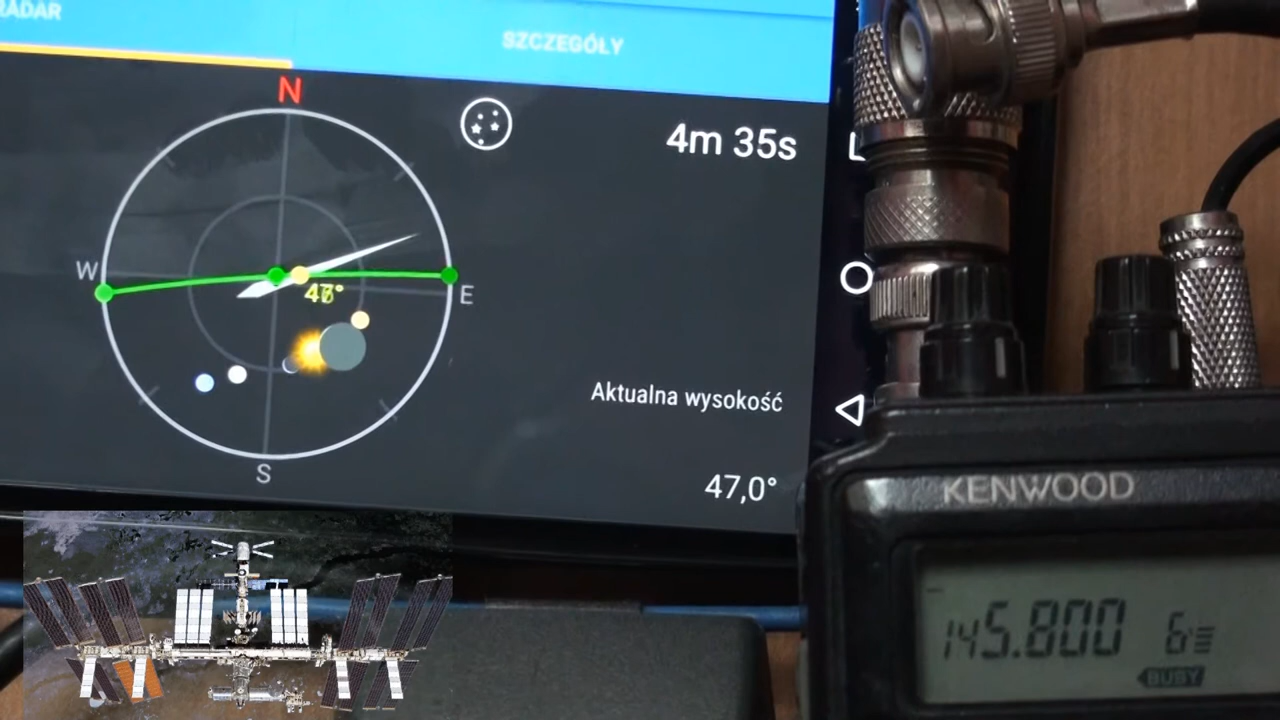 RADAR
SZCZEGÓŁY
N
4m 35s
W
E
Aktualna wysokość
S
47,0°
KENWOOD
145.800
BUSY